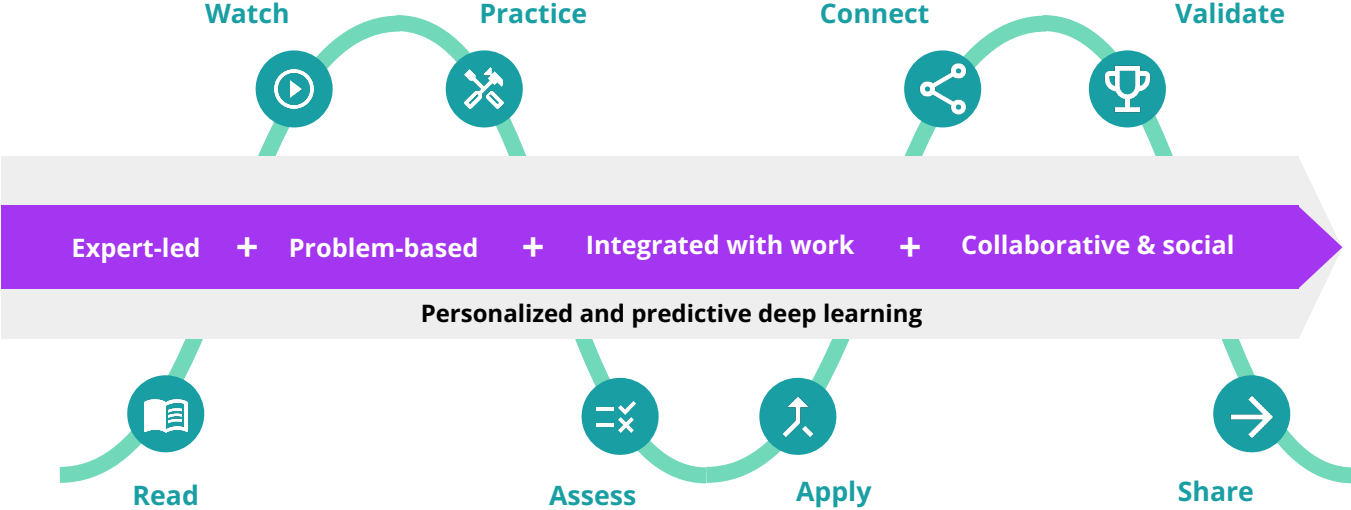 Watch
Practice
Connect
Validate
Expert-led + Problem-based + Integrated with work + Collaborative & social
Personalized and predictive deep learning
Read
Assess
Apply
Share